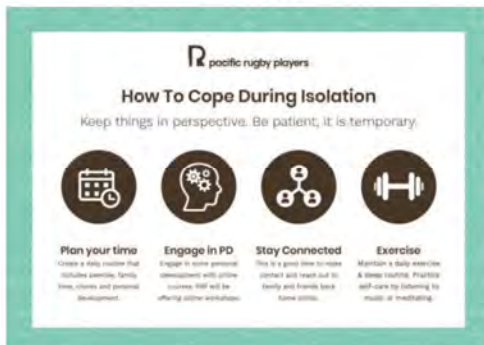 pacific rugby players
How To Cope During Isolation
Keep things in perspective. Be patient, it is temporary.
Plan your time
Create a daily routine that
includes exercise, family
time, chores and personal
development.
Engage in PD
Engage in some personal
development with online
courses. PRP will be
offering online workshops.
Stay Connected
This is a good time to make
contact and reach out to
family and friends back
home online.
Exercise
Maintain a daily exercise
& sleep routine. Practice
self-care by listening to
music or meditating.